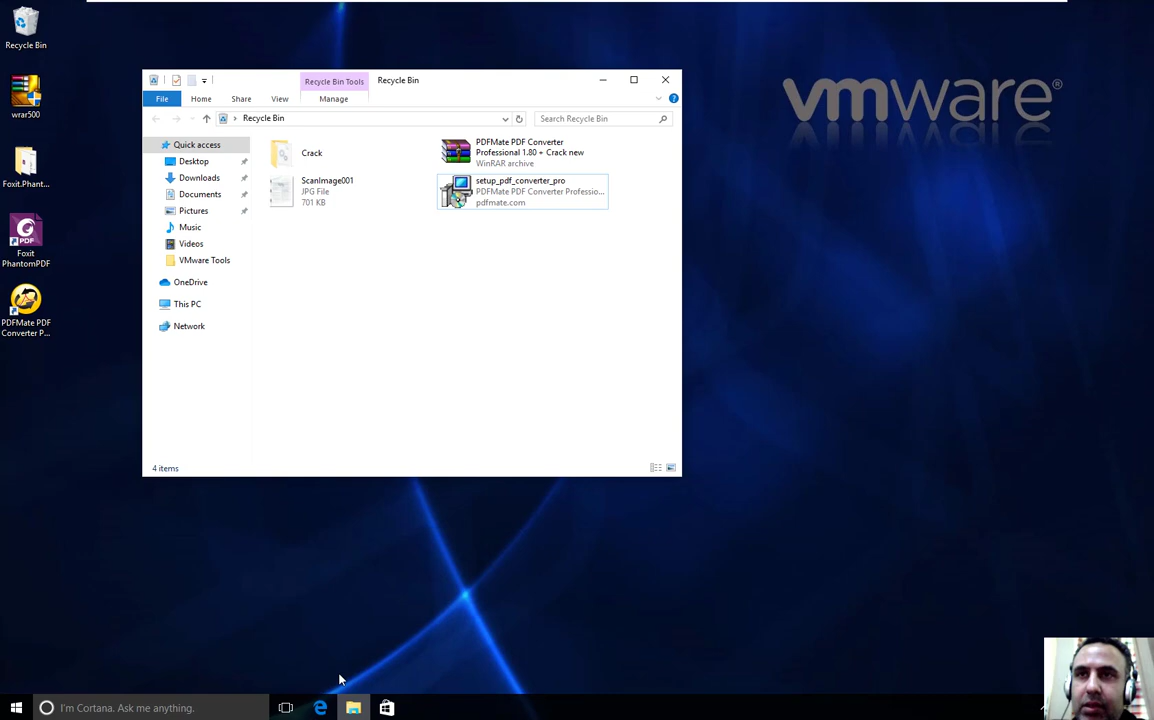 Recycle Bin
wrar500
Foxit.Phant...
Foxit
PhantomPDF
PDFMate PDF
Converter P...
Recycle Bin Tools
Recycle Bin
File
Home
Share
View
Manage
Recycle Bin
Search Recycle Bin
Quick access
Desktop
Downloads
Documents
Pictures
Music
Videos
VMware Tools
OneDrive
This PC
Network
Crack
ScanImage001
JPG File
701 KB
PDFMate PDF Converter
Professional 1.80 + Crack new
WinRAR archive
setup_pdf_converter_pro
PDFMate PDF Converter Professio...
pdfmate.com
4 items
vmware®
I'm Cortana. Ask me anything.